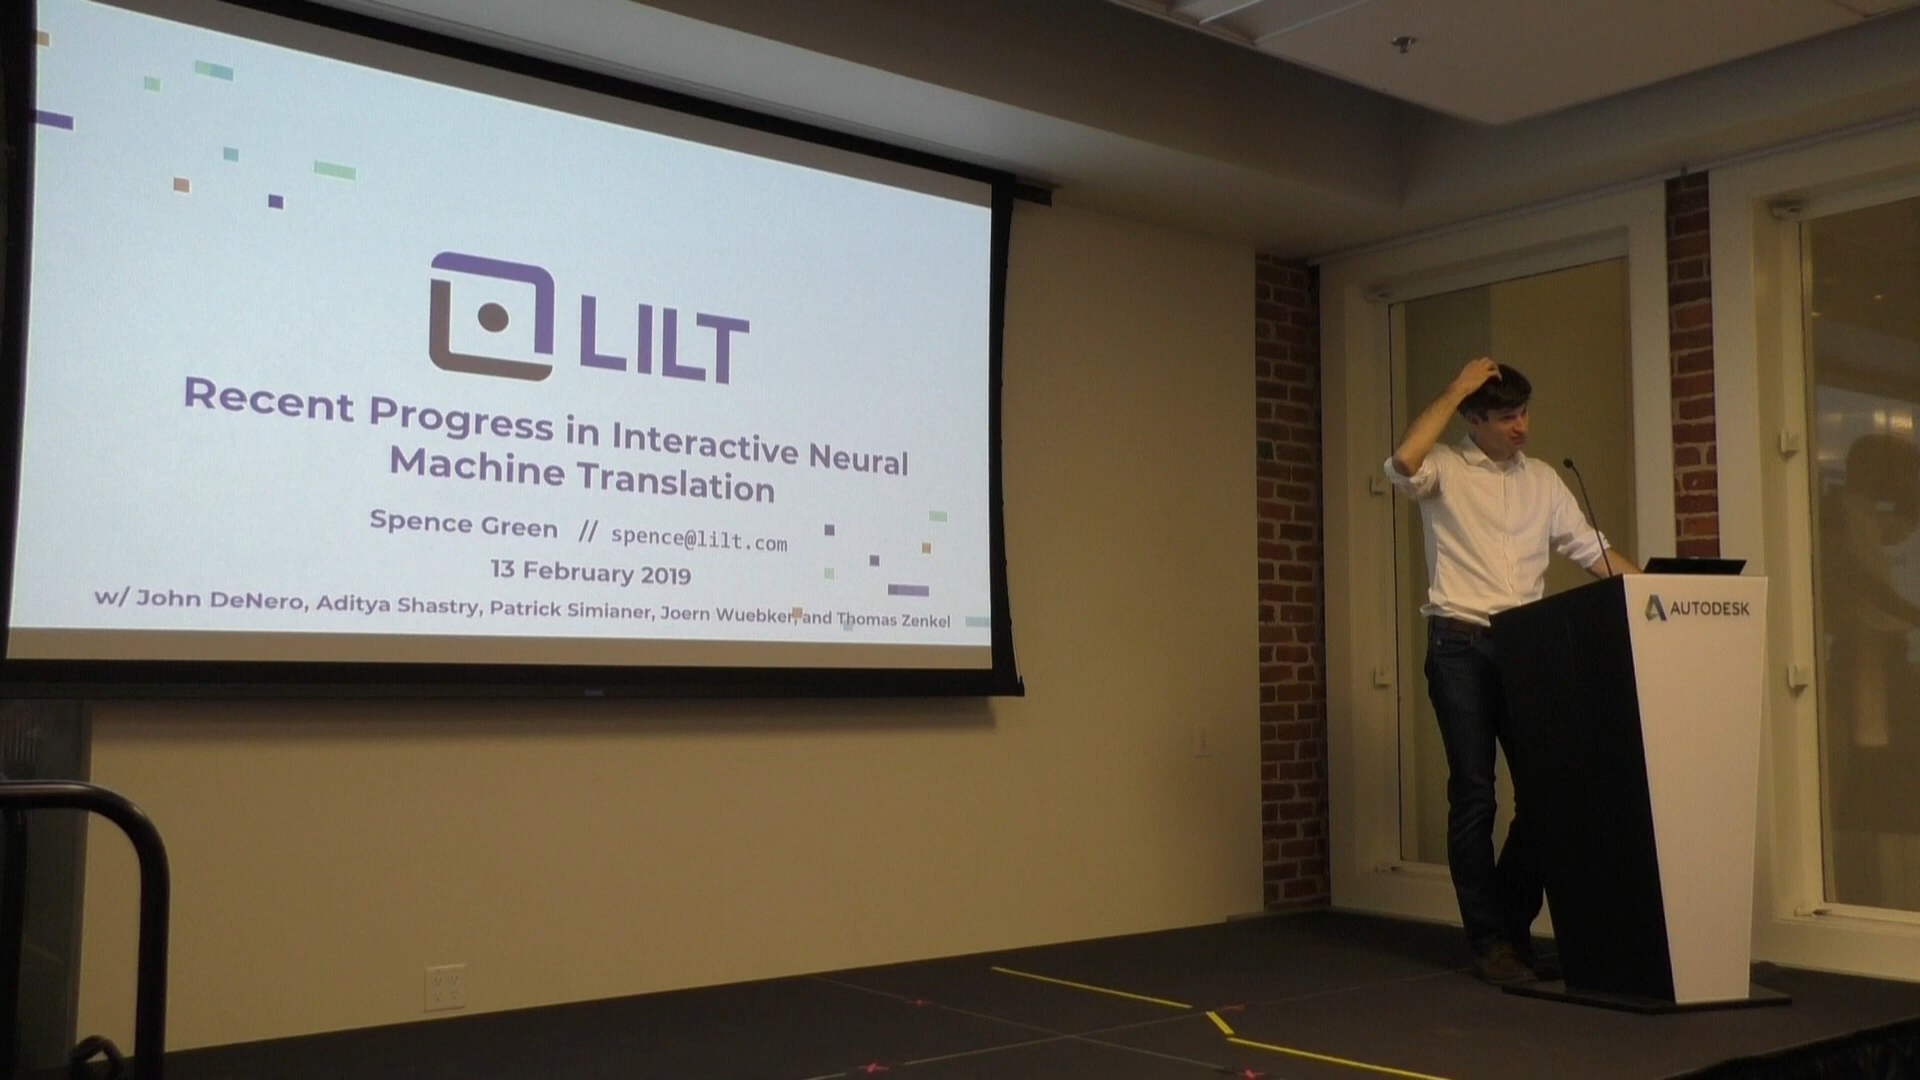 LILT
Recent Progress in Interactive Neural
Machine Translation
Spence Green // spence@lilt.com
13 February 2019
w/ John DeNero, Aditya Shastry, Patrick Simianer, Joern Wuebker, and Thomas Zenkel
AUTODESK